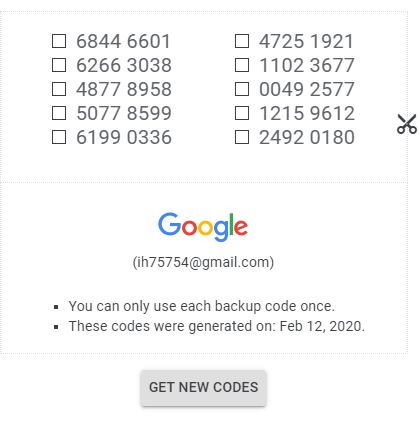 6844 6601 4725 1921
6266 3038 1102 3677
4877 8958 0049 2577
5077 8599 1215 9612
6199 0336 2492 0180
Google
(ih75754@gmail.com)
You can only use each backup code once.
These codes were generated on: Feb 12, 2020.
GET NEW CODES